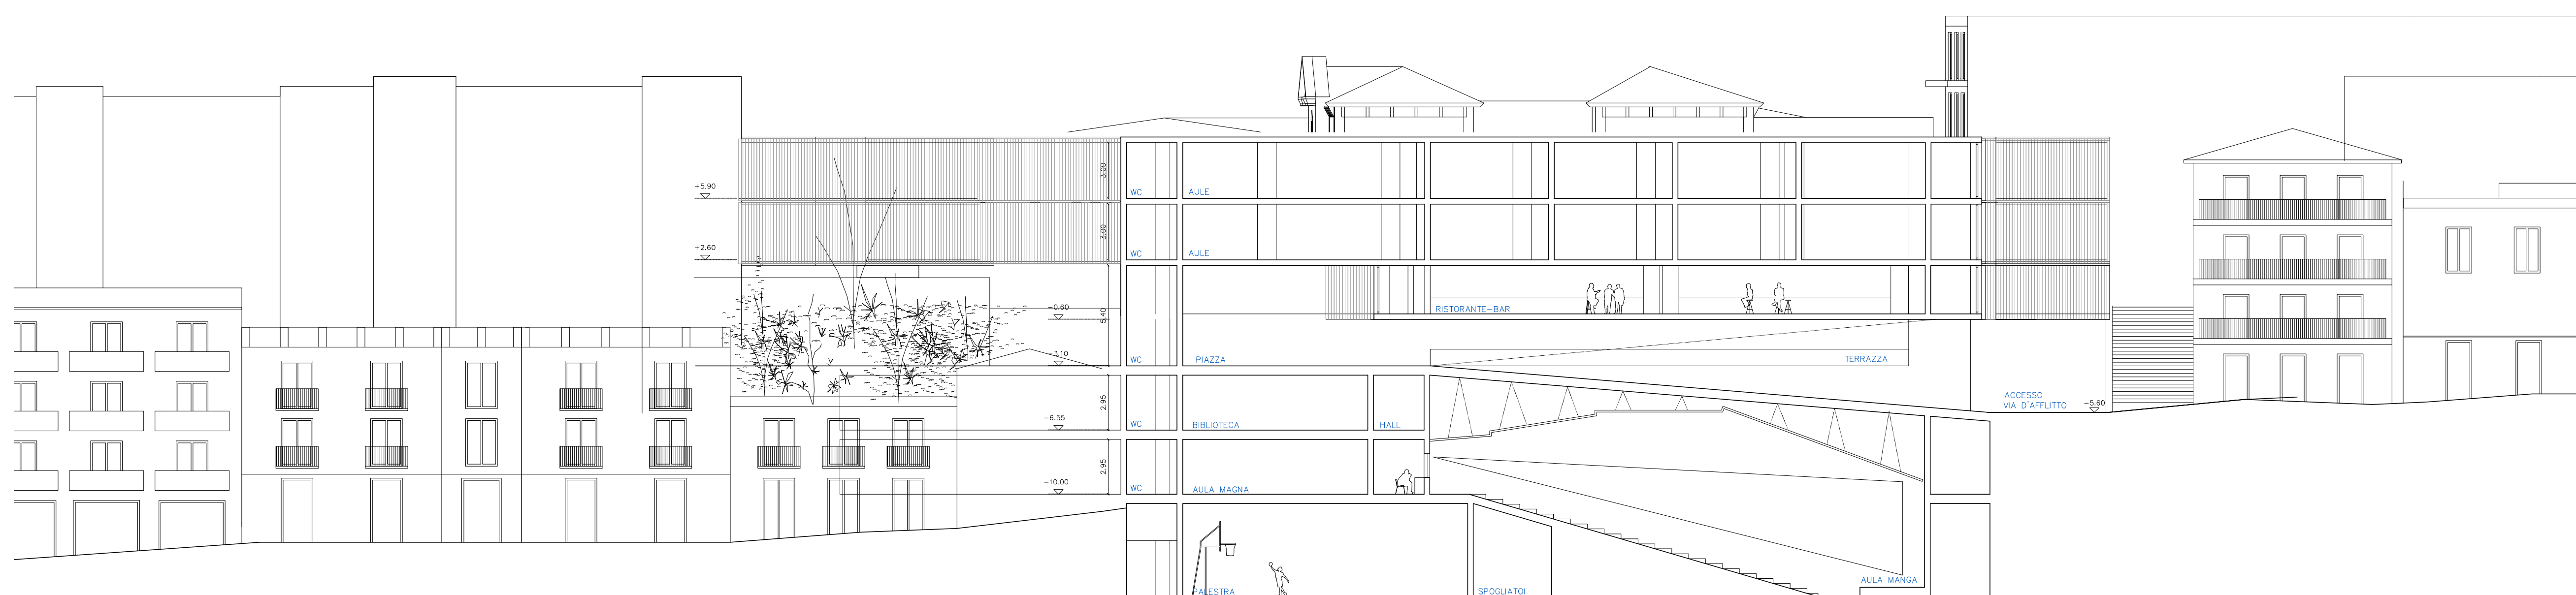 +5.90
3.00
WC
AULE
+2.60
3.00
WC
AULE
-0.60
5.40
RISTORANTE-BAR
-3.10
WC
PIAZZA
TERRAZZA
ACCESSO
VIA D'AFFLITTO
-5.60
-6.55
2.95
WC
BIBLIOTECA
HALL
-10.00
2.95
WC
AULA MAGNA
AULA MANGA
PALESTRA
SPOGLIATOI